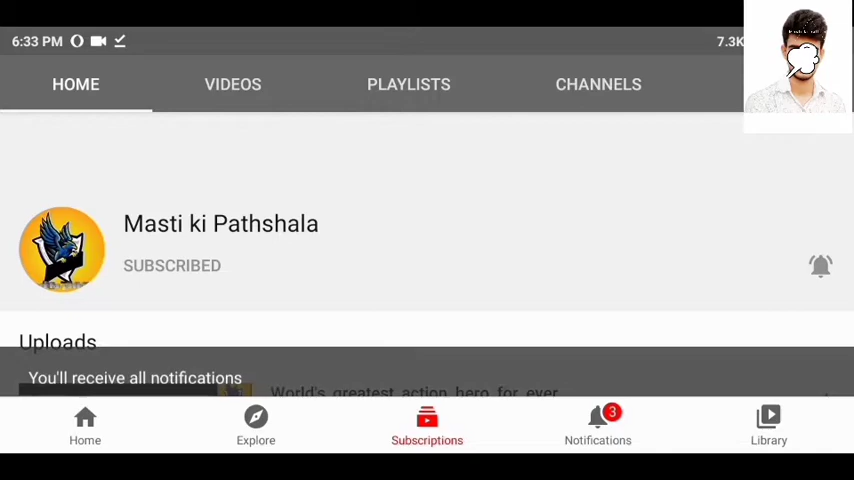 6:33 PM
7.3K
HOME
VIDEOS
PLAYLISTS
CHANNELS
Masti ki Pathshala
SUBSCRIBED
Uploads
You'll receive all notifications
World's greatest action hero for ever
3
Home
Explore
Subscriptions
Notifications
Library